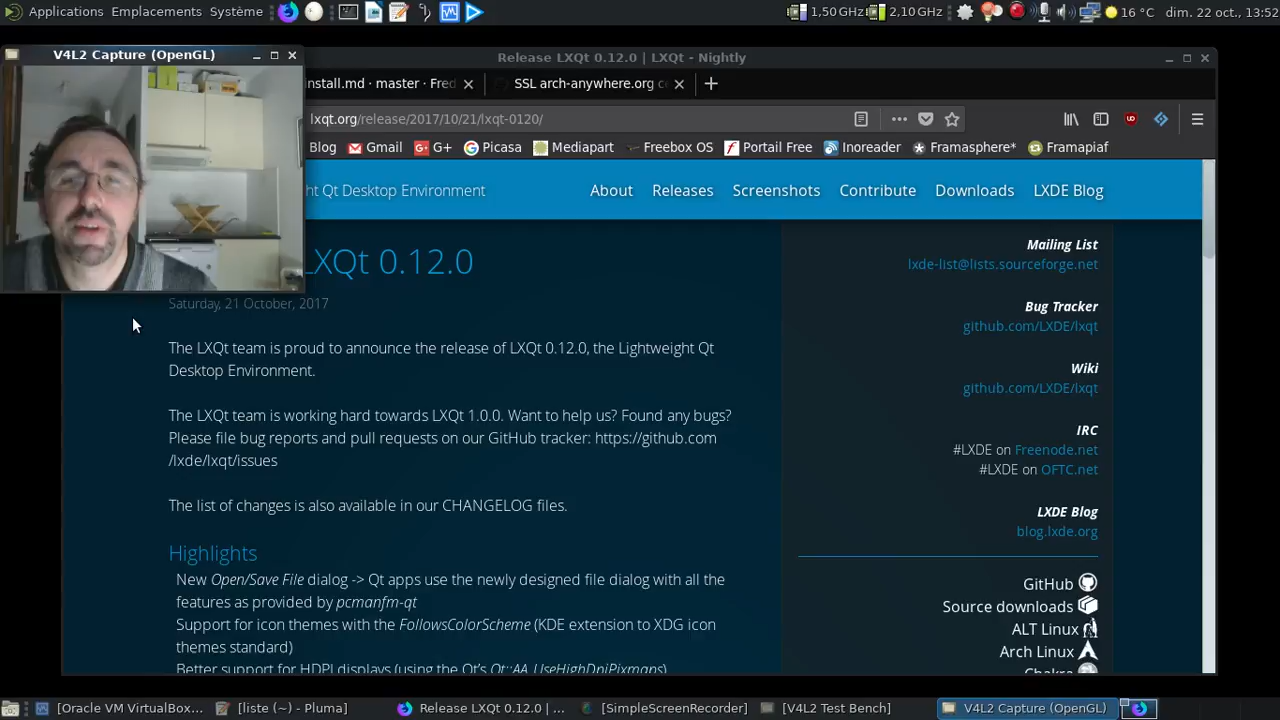 Applications Emplacements Système 1,50 GHz 2,10 GHz 16 °C dim. 22 oct., 13:52
V4L2 Capture (OpenGL)
Release LXQt 0.12.0 | LXQt - Nightly
nstall.md · master · Fred SSL arch-anywhere.org c
lxqt.org/release/2017/10/21/lxqt-0120/
Blog Gmail G+ Picasa Mediapart Freebox OS Portail Free Inoreader Framasphere* Framapiaf
ht Qt Desktop Environment About Releases Screenshots Contribute Downloads LXDE Blog
LXQt 0.12.0
Saturday, 21 October, 2017
The LXQt team is proud to announce the release of LXQt 0.12.0, the Lightweight Qt
Desktop Environment.
The LXQt team is working hard towards LXQt 1.0.0. Want to help us? Found any bugs?
Please file bug reports and pull requests on our GitHub tracker: https://github.com
/lxde/lxqt/issues
The list of changes is also available in our CHANGELOG files.
Highlights
New Open/Save File dialog -> Qt apps use the newly designed file dialog with all the
features as provided by pcmanfm-qt
Support for icon themes with the FollowsColorScheme (KDE extension to XDG icon
themes standard)
Better support for HDPI displays (using the Qt's Qt::AA_UseHighDpiPixmaps)
Mailing List
lxde-list@lists.sourceforge.net
Bug Tracker
github.com/LXDE/lxqt
Wiki
github.com/LXDE/lxqt
IRC
#LXDE on Freenode.net
#LXDE on OFTC.net
LXDE Blog
blog.lxde.org
GitHub
Source downloads
ALT Linux
Arch Linux
Chakra
[Oracle VM VirtualBox... [liste (~) - Pluma] Release LXQt 0.12.0 | ... [SimpleScreenRecorder] [V4L2 Test Bench] V4L2 Capture (OpenGL)